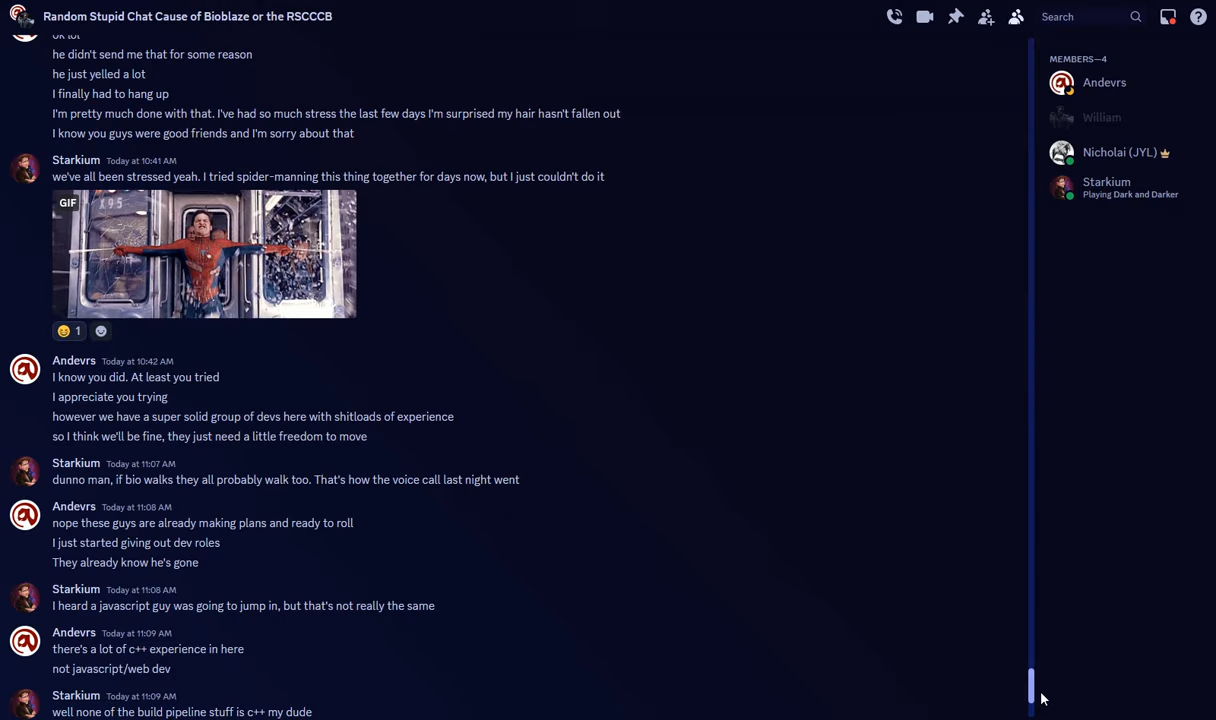 Random Stupid Chat Cause of Bioblaze or the RSCCCB
Search
ok lol
he didn't send me that for some reason
he just yelled a lot
I finally had to hang up
I'm pretty much done with that. I've had so much stress the last few days I'm surprised my hair hasn't fallen out
I know you guys were good friends and I'm sorry about that
Starkium Today at 10:41 AM
we've all been stressed yeah. I tried spider-manning this thing together for days now, but I just couldn't do it
GIF
X95
1
Andevrs Today at 10:42 AM
I know you did. At least you tried
I appreciate you trying
however we have a super solid group of devs here with shitloads of experience
so I think we'll be fine, they just need a little freedom to move
Starkium Today at 11:07 AM
dunno man, if bio walks they all probably walk too. That's how the voice call last night went
Andevrs Today at 11:08 AM
nope these guys are already making plans and ready to roll
I just started giving out dev roles
They already know he's gone
Starkium Today at 11:08 AM
I heard a javascript guy was going to jump in, but that's not really the same
Andevrs Today at 11:09 AM
there's a lot of c++ experience in here
not javascript/web dev
Starkium Today at 11:09 AM
well none of the build pipeline stuff is c++ my dude
MEMBERS—4
Andevrs
William
Nicholai (JYL)
Starkium
Playing Dark and Darker